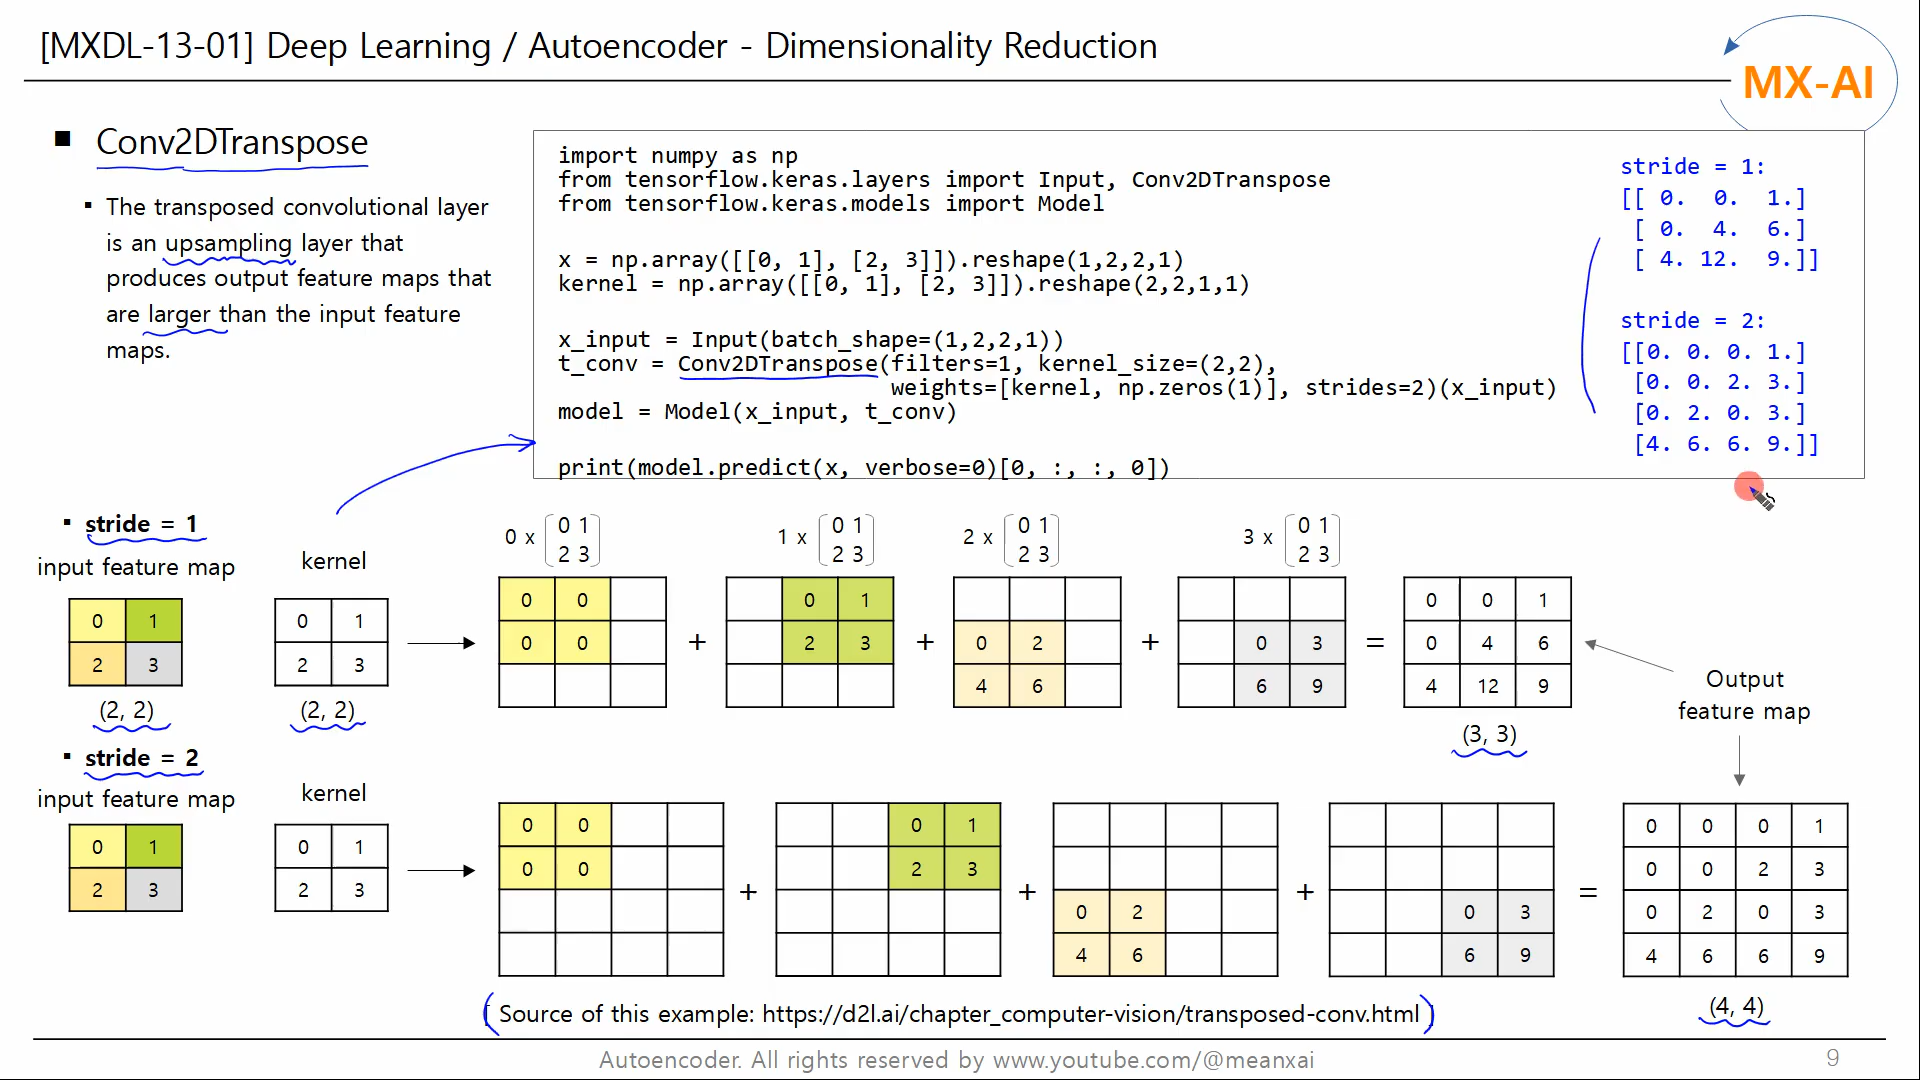 [MXDL-13-01] Deep Learning / Autoencoder - Dimensionality Reduction
MX-AI
■ Conv2DTranspose
▪ The transposed convolutional layer
is an upsampling layer that
produces output feature maps that
are larger than the input feature
maps.
import numpy as np
from tensorflow.keras.layers import Input, Conv2DTranspose
from tensorflow.keras.models import Model
x = np.array([[0, 1], [2, 3]]).reshape(1,2,2,1)
kernel = np.array([[0, 1], [2, 3]]).reshape(2,2,1,1)
x_input = Input(batch_shape=(1,2,2,1))
t_conv = Conv2DTranspose(filters=1, kernel_size=(2,2),
weights=[kernel, np.zeros(1)], strides=2)(x_input)
model = Model(x_input, t_conv)
print(model.predict(x, verbose=0)[0, :, :, 0])
stride = 1:
[[ 0. 0. 1.]
[ 0. 4. 6.]
[ 4. 12. 9.]]
stride = 2:
[[0. 0. 0. 1.]
[0. 0. 2. 3.]
[0. 2. 0. 3.]
[4. 6. 6. 9.]]
▪ stride = 1
input feature map
0 1
2 3
(2, 2)
kernel
0 1
2 3
(2, 2)
0 x
0 1
2 3
0 0
0 0
+
1 x
0 1
2 3
0 1
2 3
+
2 x
0 1
2 3
0 2
4 6
+
3 x
0 1
2 3
0 3
6 9
=
0 0 1
0 4 6
4 12 9
(3, 3)
Output
feature map
▪ stride = 2
input feature map
0 1
2 3
kernel
0 1
2 3
0 0
0 0
+
0 1
2 3
+
0 2
4 6
+
0 3
6 9
=
0 0 0 1
0 0 2 3
0 2 0 3
4 6 6 9
(4, 4)
[ Source of this example: https://d2l.ai/chapter_computer-vision/transposed-conv.html ]
Autoencoder. All rights reserved by www.youtube.com/@meanxai
9